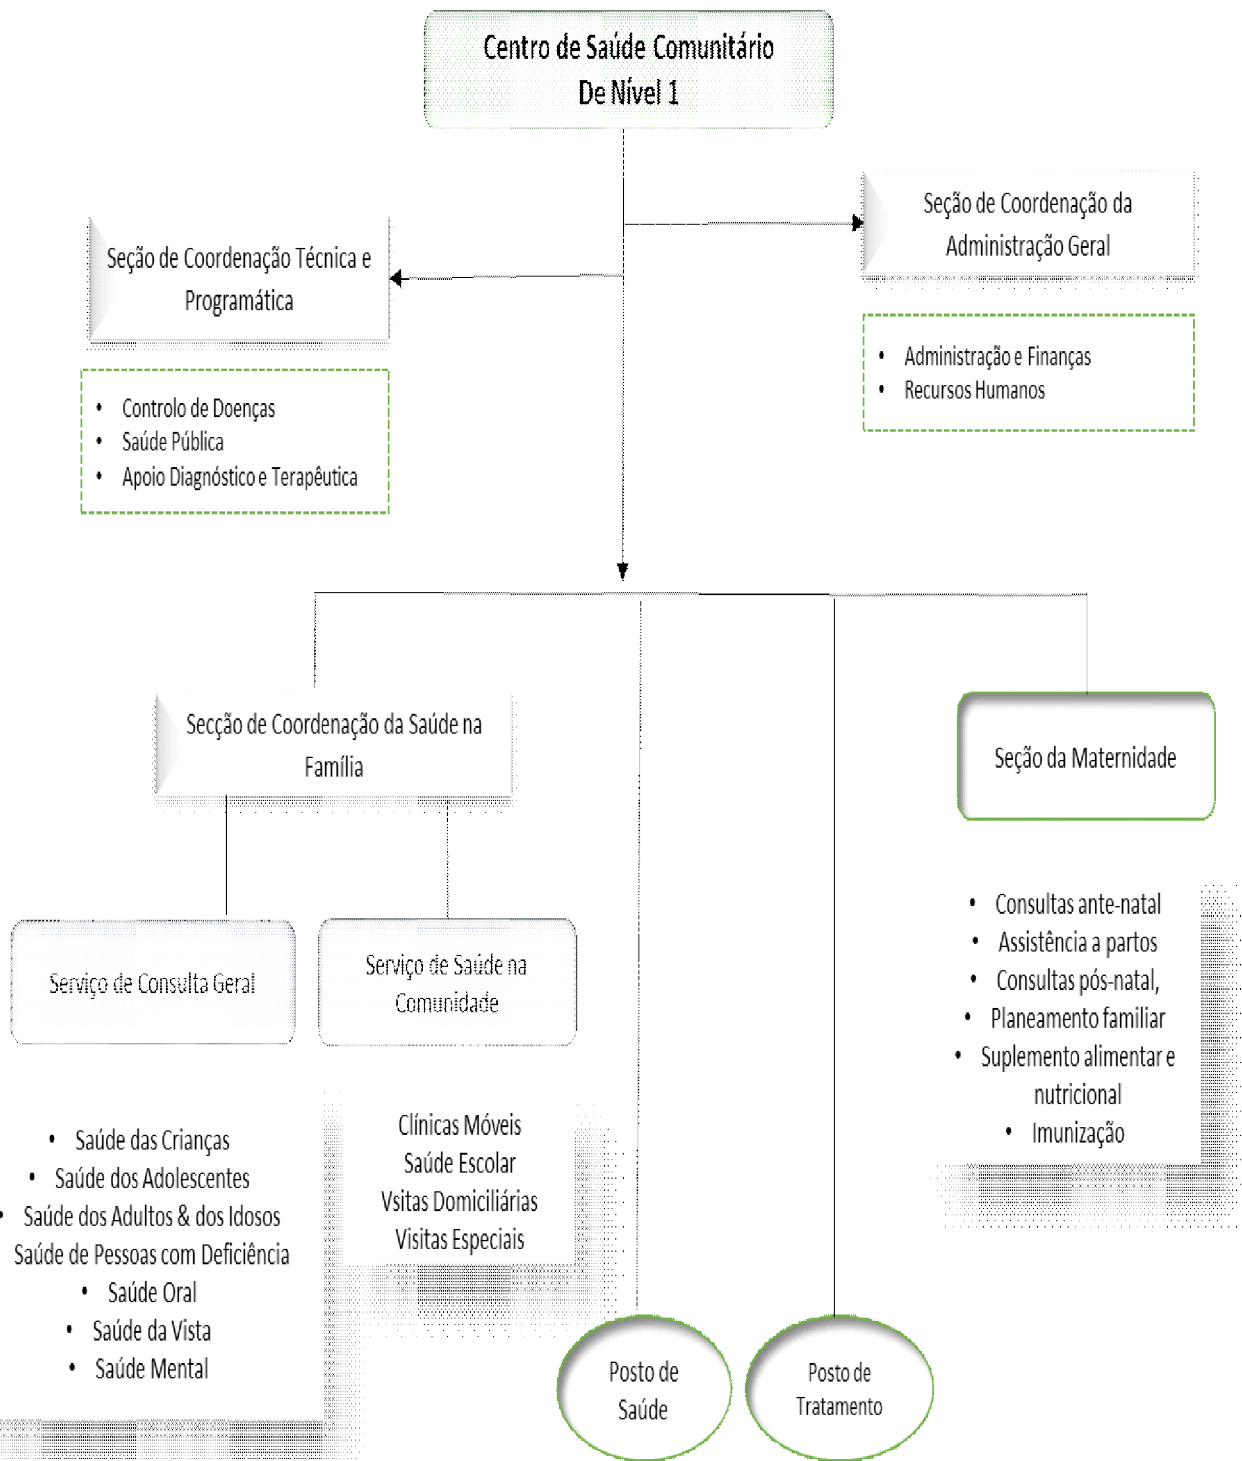 Centro de Saúde Comunitário
De Nível 1
Seção de Coordenação da
Administração Geral
Seção de Coordenação Técnica e
Programática
• Administração e Finanças
• Recursos Humanos
• Controlo de Doenças
• Saúde Pública
• Apoio Diagnóstico e Terapêutica
Secção de Coordenação da Saúde na
Família
Seção da Maternidade
• Consultas ante-natal
• Assistência a partos
• Consultas pós-natal,
• Planeamento familiar
• Suplemento alimentar e
nutricional
• Imunização
Serviço de Consulta Geral
Serviço de Saúde na
Comunidade
• Saúde das Crianças
• Saúde dos Adolescentes
• Saúde dos Adultos & dos Idosos
Saúde de Pessoas com Deficiência
• Saúde Oral
• Saúde da Vista
• Saúde Mental
Clínicas Móveis
Saúde Escolar
Vsitas Domiciliárias
Visitas Especiais
Posto de
Saúde
Posto de
Tratamento